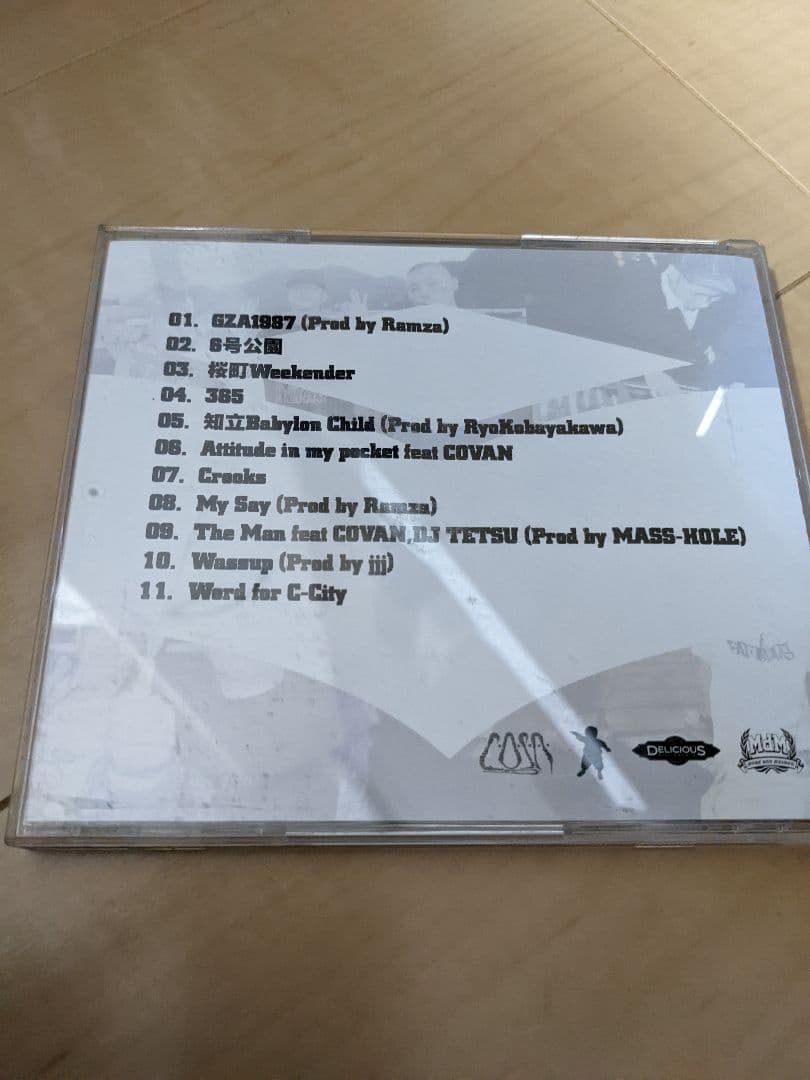 01. GZA1987 (Prod by Ramza)
02. 6号公園
03. 桜町Weekender
04. 365
05. 知立Babylon Child (Prod by RyoKobayakawa)
06. Attitude in my pocket feat COVAN
07. Crooks
08. My Say (Prod by Ramza)
09. The Man feat COVAN,DJ TETSU (Prod by MASS-HOLE)
10. Wassup (Prod by jjj)
11. Word for C-City
DELICIOUS
MdM